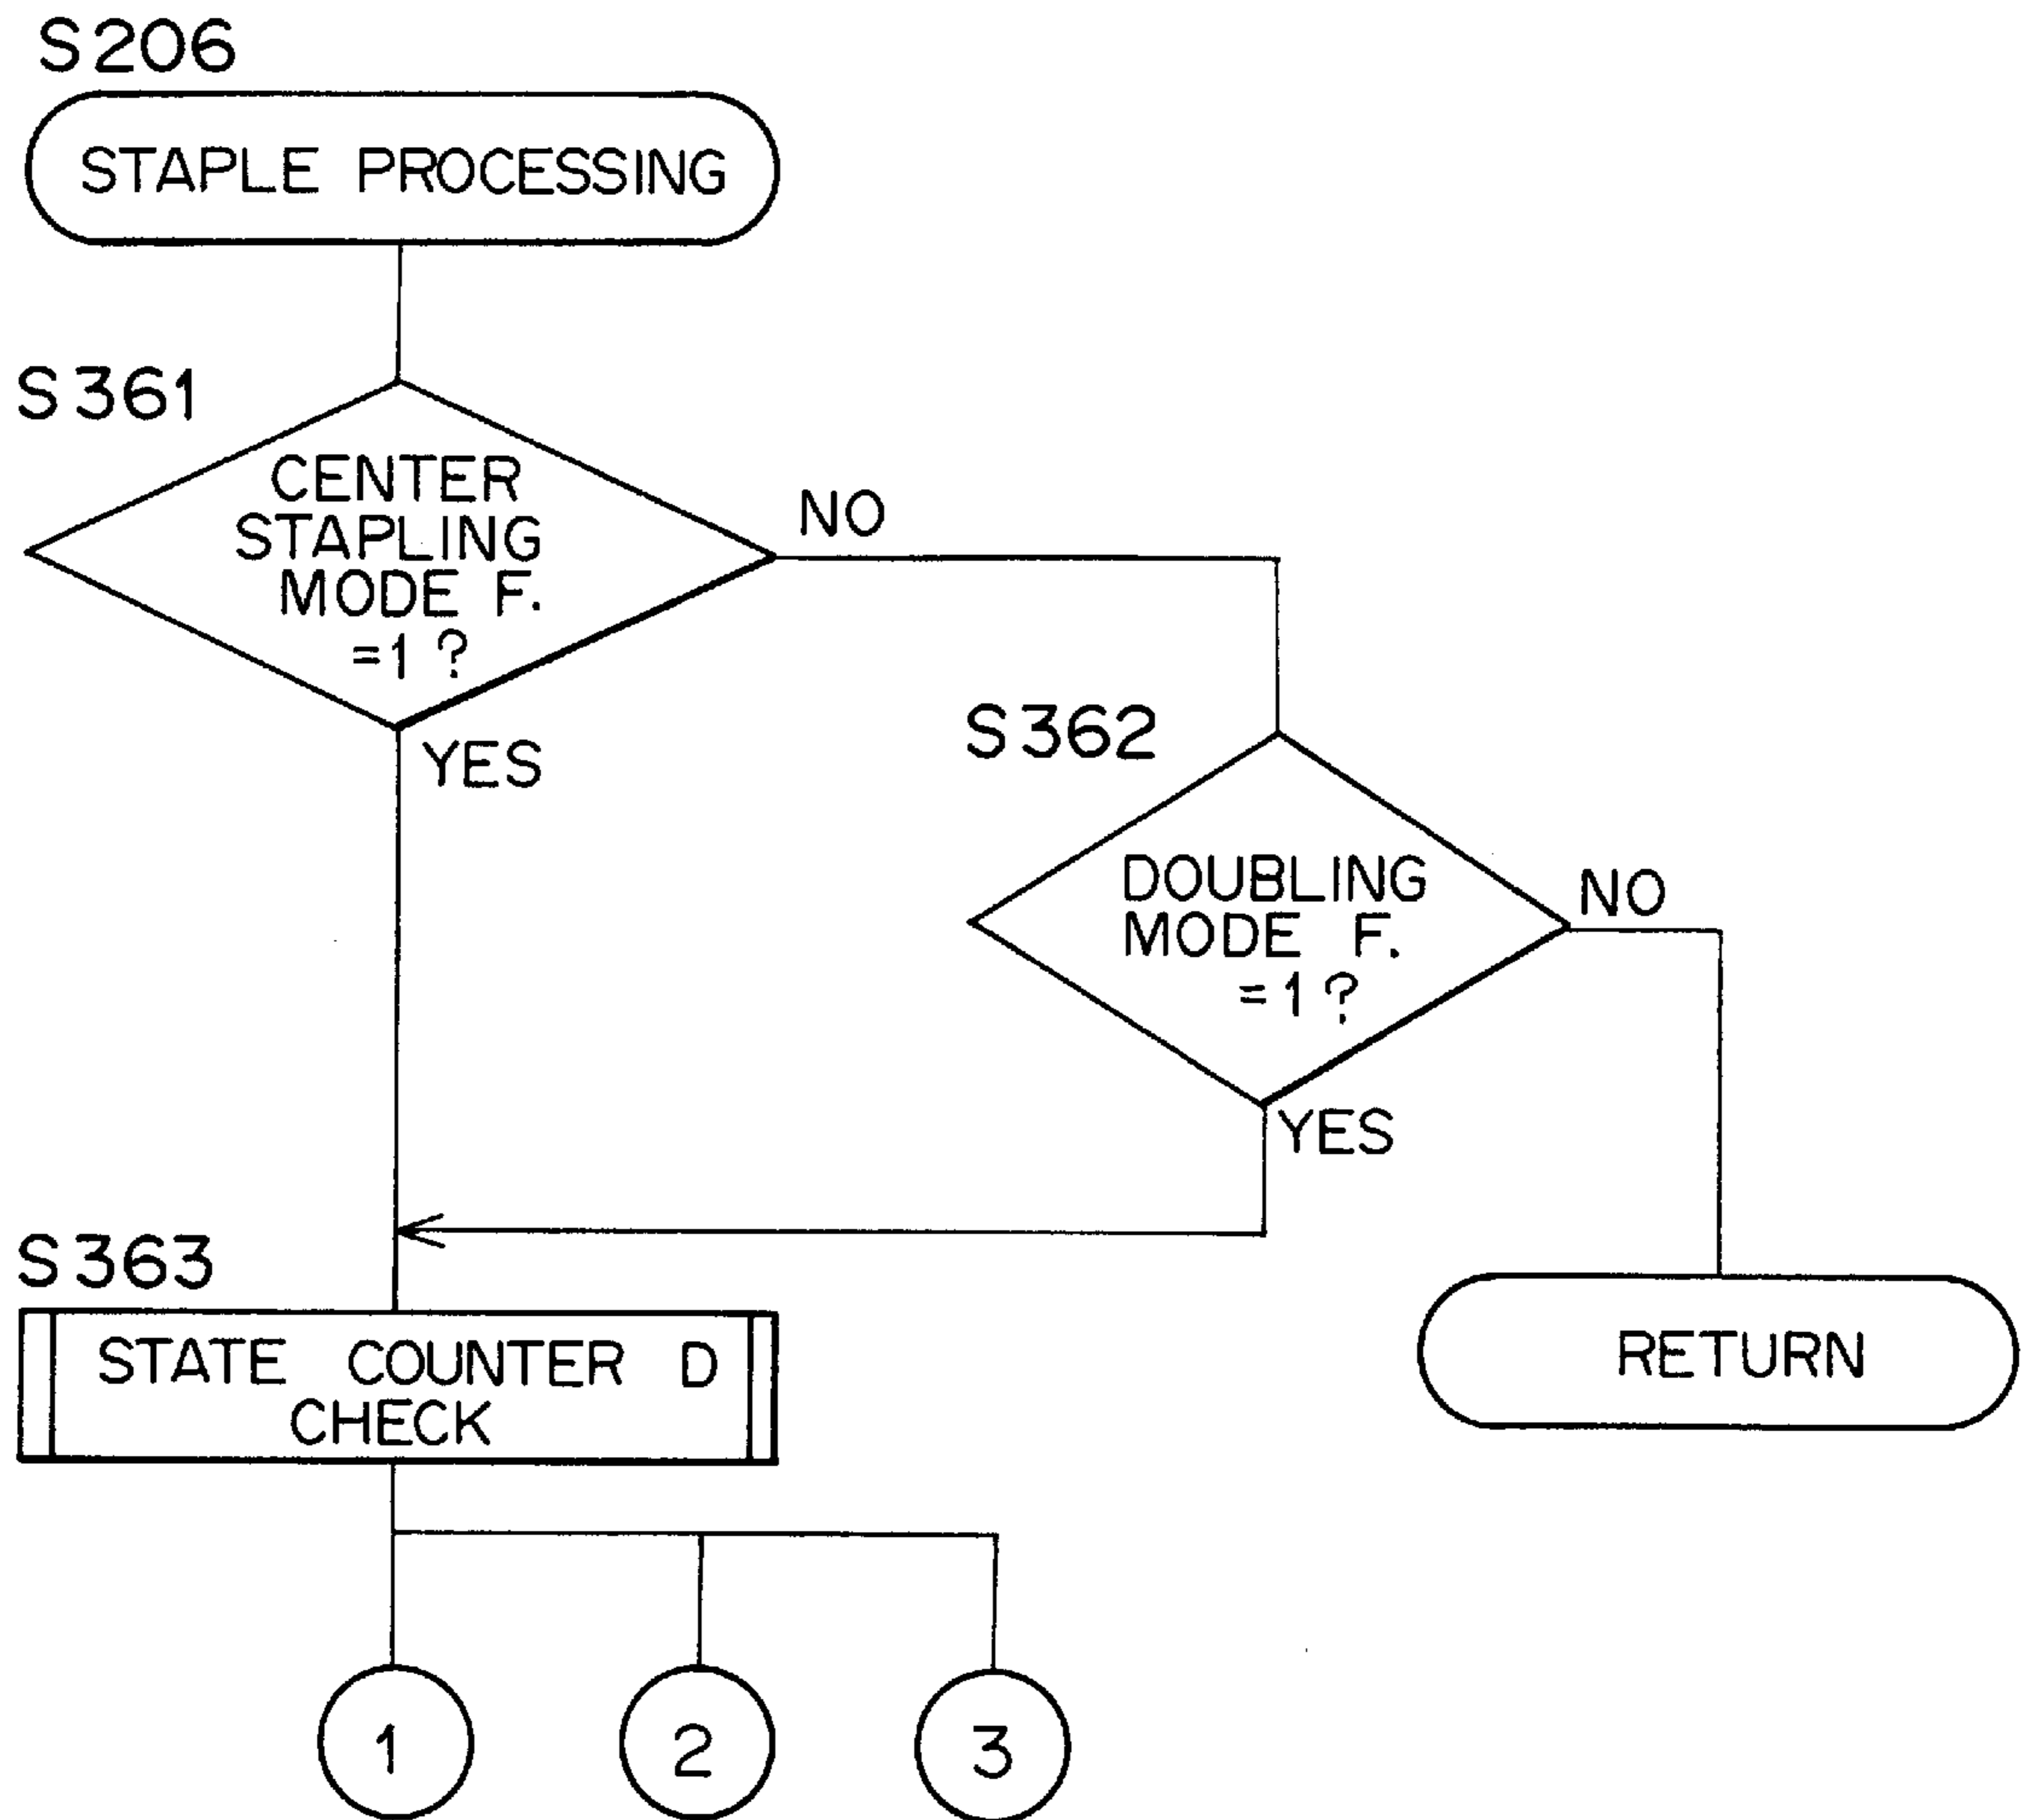 S206
STAPLE PROCESSING
S361
CENTER
STAPLING
MODE F.
=1 ?
NO
YES
S362
DOUBLING
MODE F.
=1 ?
NO
YES
S363
STATE COUNTER D
CHECK
RETURN
1
2
3